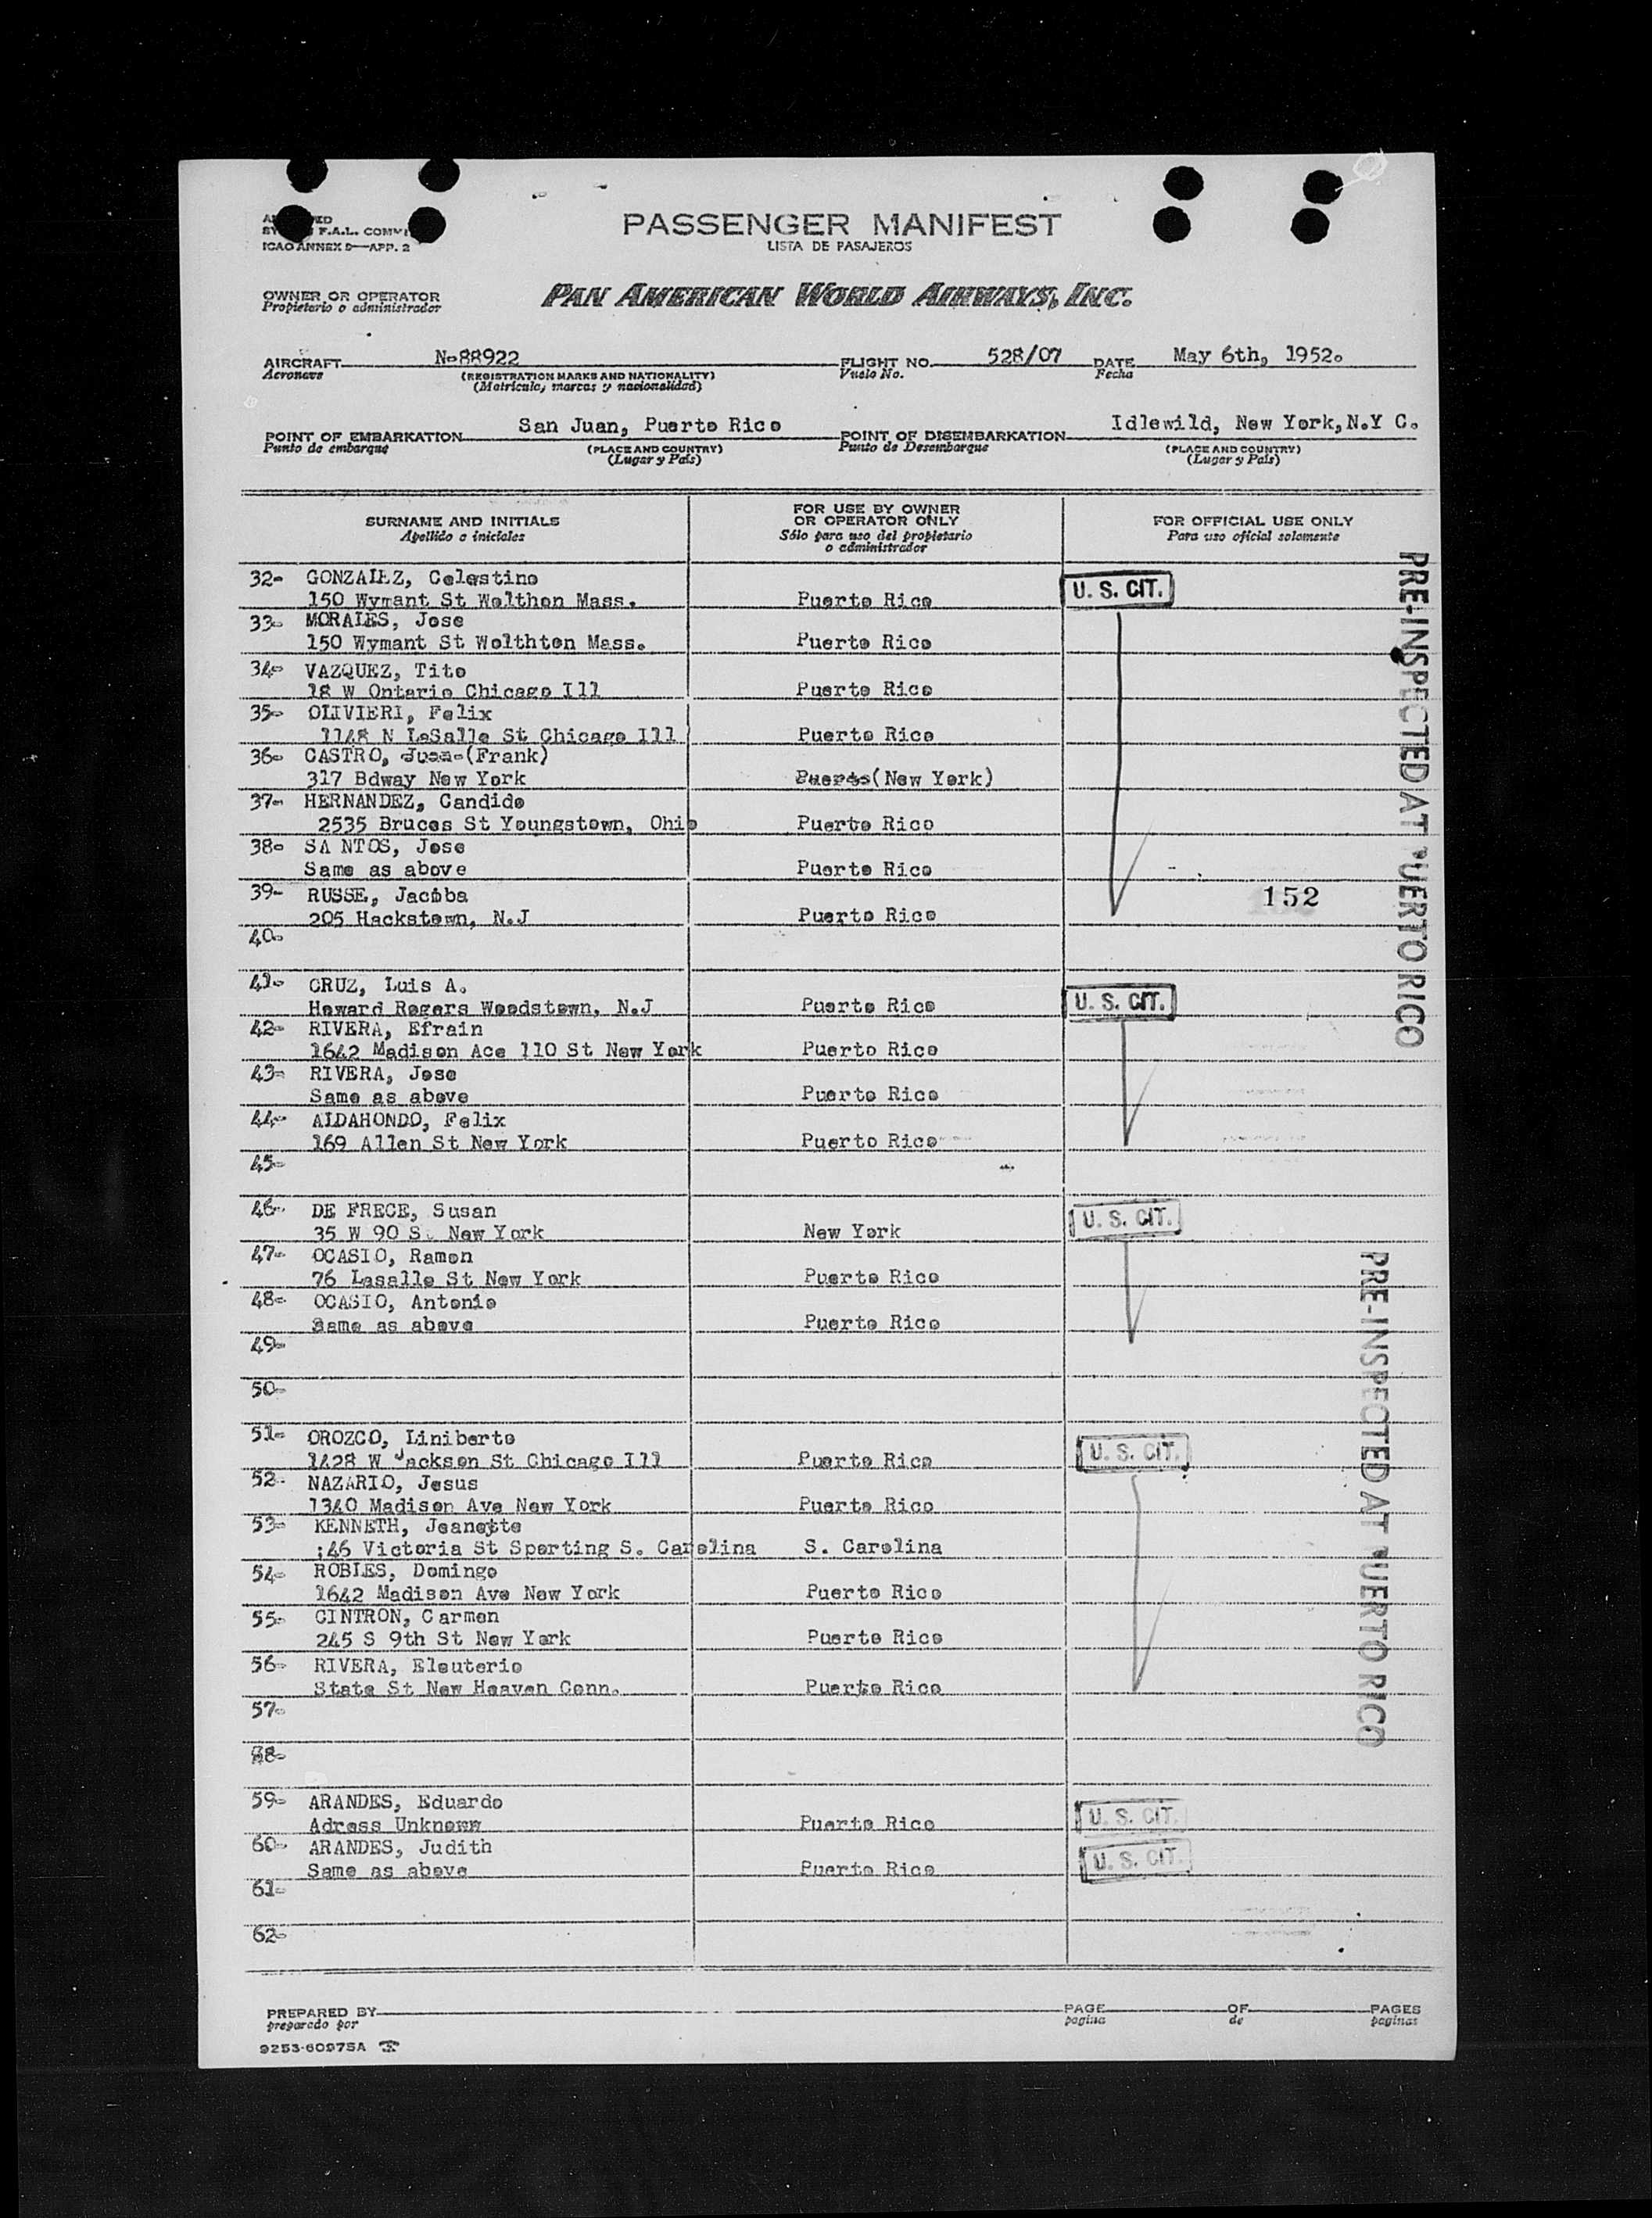 PASSENGER MANIFEST
LISTA DE PASAJEROS
F.A.L. COMMI
ICAO ANNEX 9—APP. 2
OWNER OR OPERATOR
Propietario o administrador
PAN AMERICAN WORLD AIRWAYS, INC.
AIRCRAFT N-88922 FLIGHT NO. 528/07 DATE May 6th, 1952.
Aeronave (REGISTRATION MARKS AND NATIONALITY) Vuelo No. Fecha
(Matricula, marcas y nacionalidad)
POINT OF EMBARKATION San Juan, Puerto Rico POINT OF DISEMBARKATION Idlewild, New York, N.Y C.
Punto de embarque (PLACE AND COUNTRY) Punto de Desembarque (PLACE AND COUNTRY)
(Lugar y País) (Lugar y País)
SURNAME AND INITIALS FOR USE BY OWNER OR OPERATOR ONLY FOR OFFICIAL USE ONLY
Apellido e iniciales Sólo para uso del propietario o administrador Para uso oficial solamente
32- GONZALEZ, Celestino
150 Wymant St Welthon Mass. Puerto Rico U. S. CIT.
33- MORALES, Jose
150 Wymant St Wolthton Mass. Puerto Rico
34- VAZQUEZ, Tito
18 W Ontario Chicago Ill Puerto Rico
35- OLIVIERI, Felix
1148 N LaSalle St Chicago Ill Puerto Rico
36- CASTRO, Juan (Frank)
317 Bdway New York Puerto (New York)
37- HERNANDEZ, Candido
2535 Bruces St Youngstown, Ohio Puerto Rico
38- SA NTOS, Jose
Same as above Puerto Rico
39- RUSSE, Jacoba 152
205 Hackstown, N.J Puerto Rico
40-
41- CRUZ, Luis A.
Howard Rogers Woodstown, N.J Puerto Rico U. S. CIT.
42- RIVERA, Efrain
1642 Madison Ace 110 St New York Puerto Rico
43- RIVERA, Jose
Same as above Puerto Rico
44- ALDAHONDO, Felix
169 Allen St New York Puerto Rico
45-
46- DE FRECE, Susan
35 W 90 St New York New York U. S. CIT.
47- OCASIO, Ramon
76 Lasalle St New York Puerto Rico
48- OCASIO, Antonio
Same as above Puerto Rico
49-
50-
51- OROZCO, Liniberto
1428 W Jackson St Chicago Ill Puerto Rico U. S. CIT.
52- NAZARIO, Jesus
1340 Madison Ave New York Puerto Rico
53- KENNETH, Jeanette
:46 Victoria St Sporting S. Carolina S. Carolina
54- ROBLES, Domingo
1642 Madison Ave New York Puerto Rico
55- CINTRON, Carmen
245 S 9th St New York Puerto Rico
56- RIVERA, Eleuterio
State St New Heaven Conn. Puerto Rico
57-
58-
59- ARANDES, Eduardo
Adress Unknown Puerto Rico U. S. CIT.
60- ARANDES, Judith
Same as above Puerto Rico U. S. CIT.
61-
62-
PRE-INSPECTED AT PUERTO RICO
PRE-INSPECTED AT PUERTO RICO
PREPARED BY PAGE OF PAGES
preparado por pagina de paginas
9253-60975A